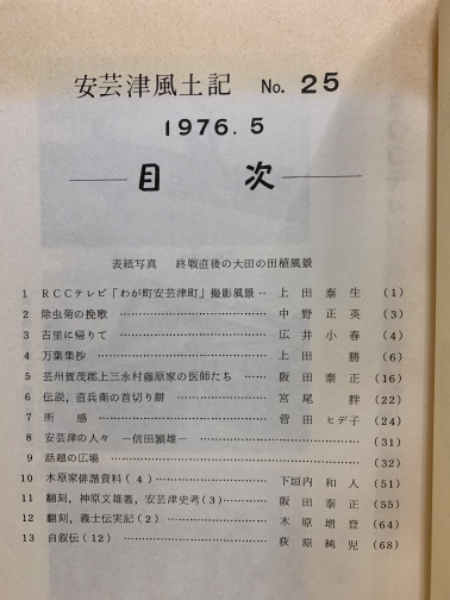 安芸津風土記 No. 25
1976. 5
目 次
表紙写真 終戦直後の大田の田植風景
1 RCCテレビ「わが町安芸津町」撮影風景‥ 上田泰生 (1)
2 除虫菊の挽歌 ………… 中野正英 (3)
3 古里に帰りて ………… 広井小春 (4)
4 万葉集抄 ………… 上田 勝 (6)
5 芸州賀茂郡上三永村藤原家の医師たち …… 阪田泰正 (16)
6 伝説,直兵衛の首切り餅 ………… 宮尾 胖 (22)
7 所 感 ………… 菅田ヒデ子 (24)
8 安芸津の人々 ―信田顕雄― ………… (31)
9 話題の広場 ………… (32)
10 木原家俳諧資料(4) ………… 下垣内和人 (51)
11 翻刻,神原文雄著,安芸津史考(3) ………… 阪田泰正 (55)
12 翻刻,義士伝実記(2) ………… 木原増登 (64)
13 自叙伝(12) ………… 萩原純児 (68)